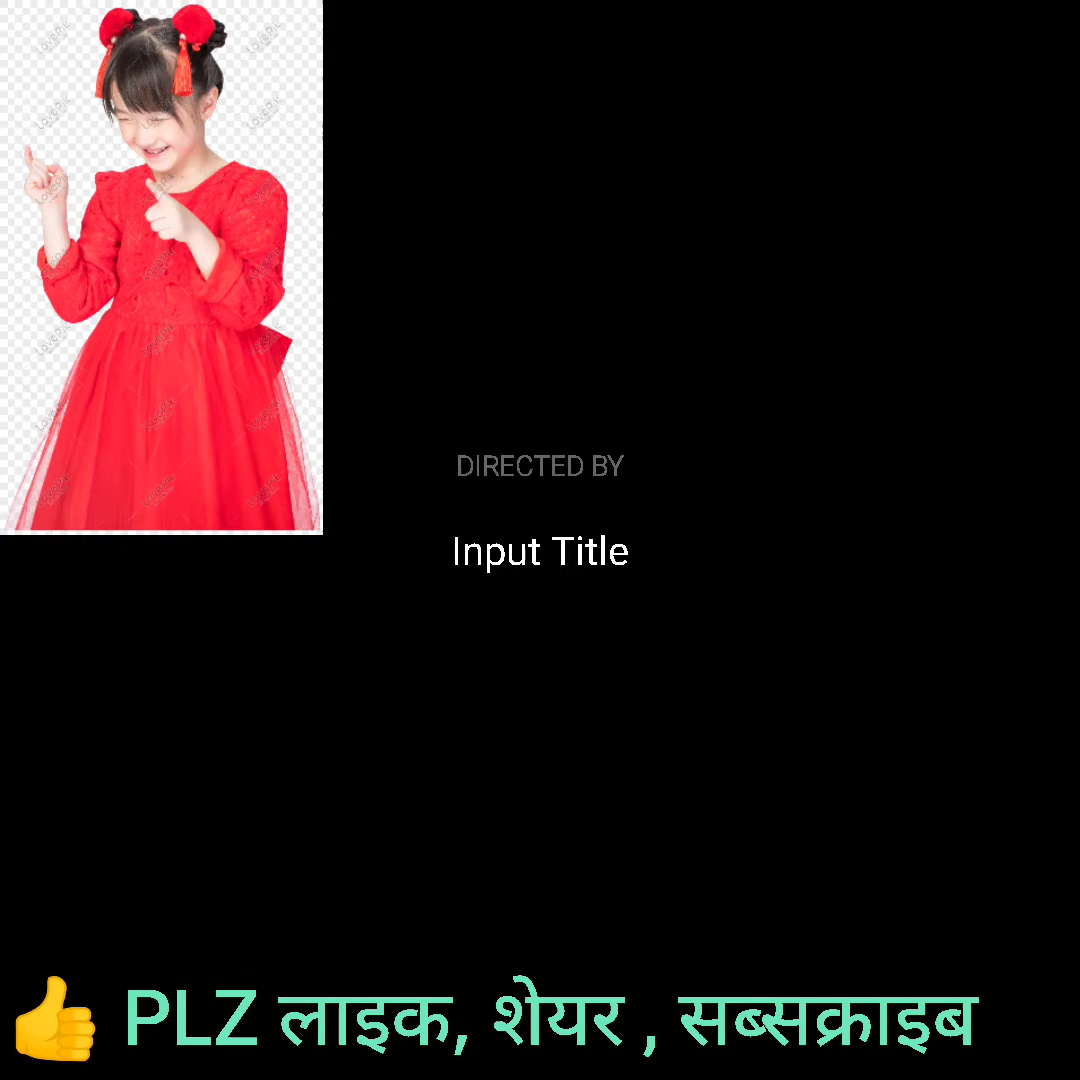 DIRECTED BY
Input Title
👍 PLZ लाइक, शेयर , सब्सक्राइब